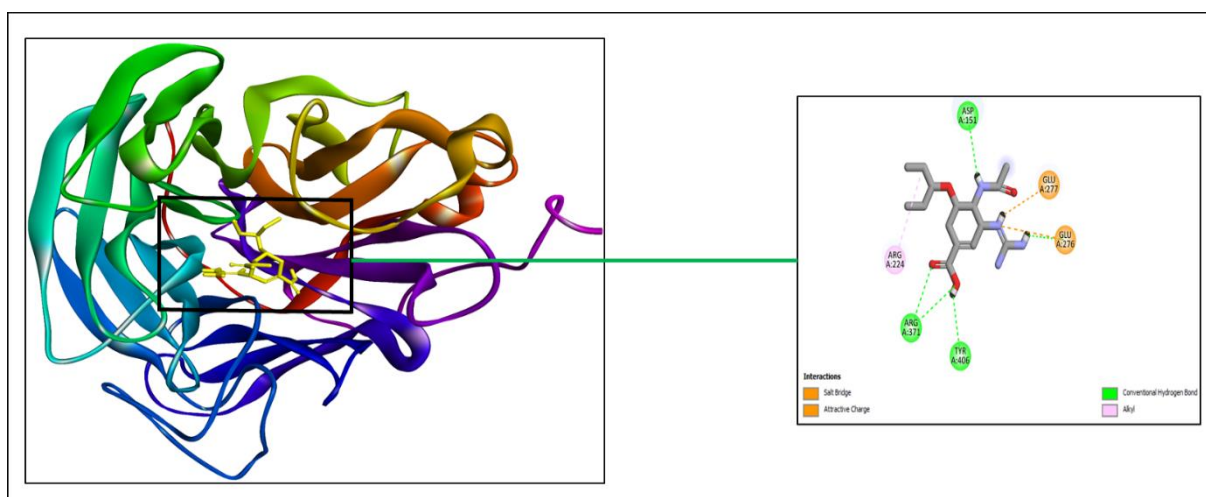 ASP
A:151
GLU
A:277
GLU
A:276
ARG
A:224
ARG
A:371
TYR
A:406
Interactions
Salt Bridge
Attractive Charge
Conventional Hydrogen Bond
Alkyl